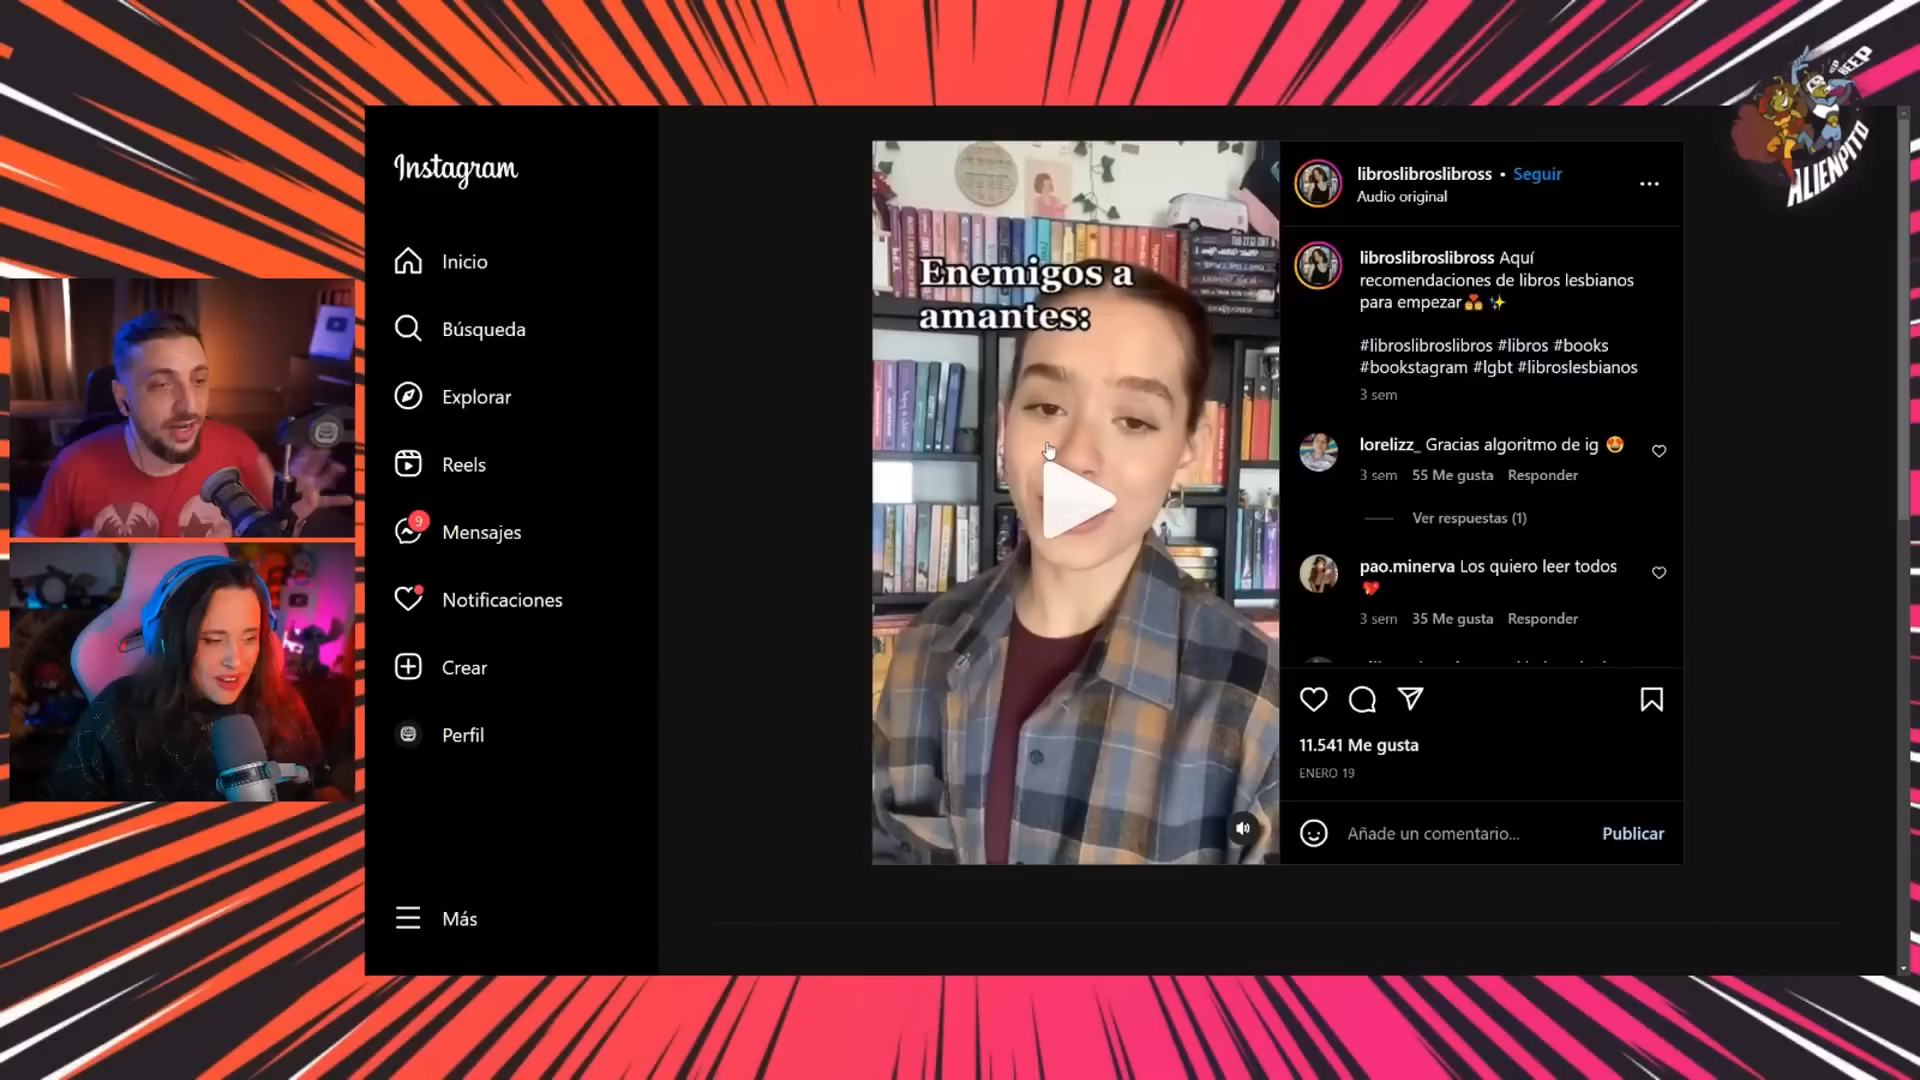 BEEP
ALIENPITO
Instagram
Inicio
Búsqueda
Explorar
Reels
9
Mensajes
Notificaciones
Crear
Perfil
Más
Enemigos a
amantes:
libroslibroslibross • Seguir
Audio original
libroslibroslibross Aquí
recomendaciones de libros lesbianos
para empezar💑 ✨
#libroslibroslibros #libros #books
#bookstagram #lgbt #libroslesbianos
3 sem
lorelizz_ Gracias algoritmo de ig 😍
3 sem 55 Me gusta Responder
Ver respuestas (1)
pao.minerva Los quiero leer todos
💖
3 sem 35 Me gusta Responder
11.541 Me gusta
ENERO 19
Añade un comentario...
Publicar